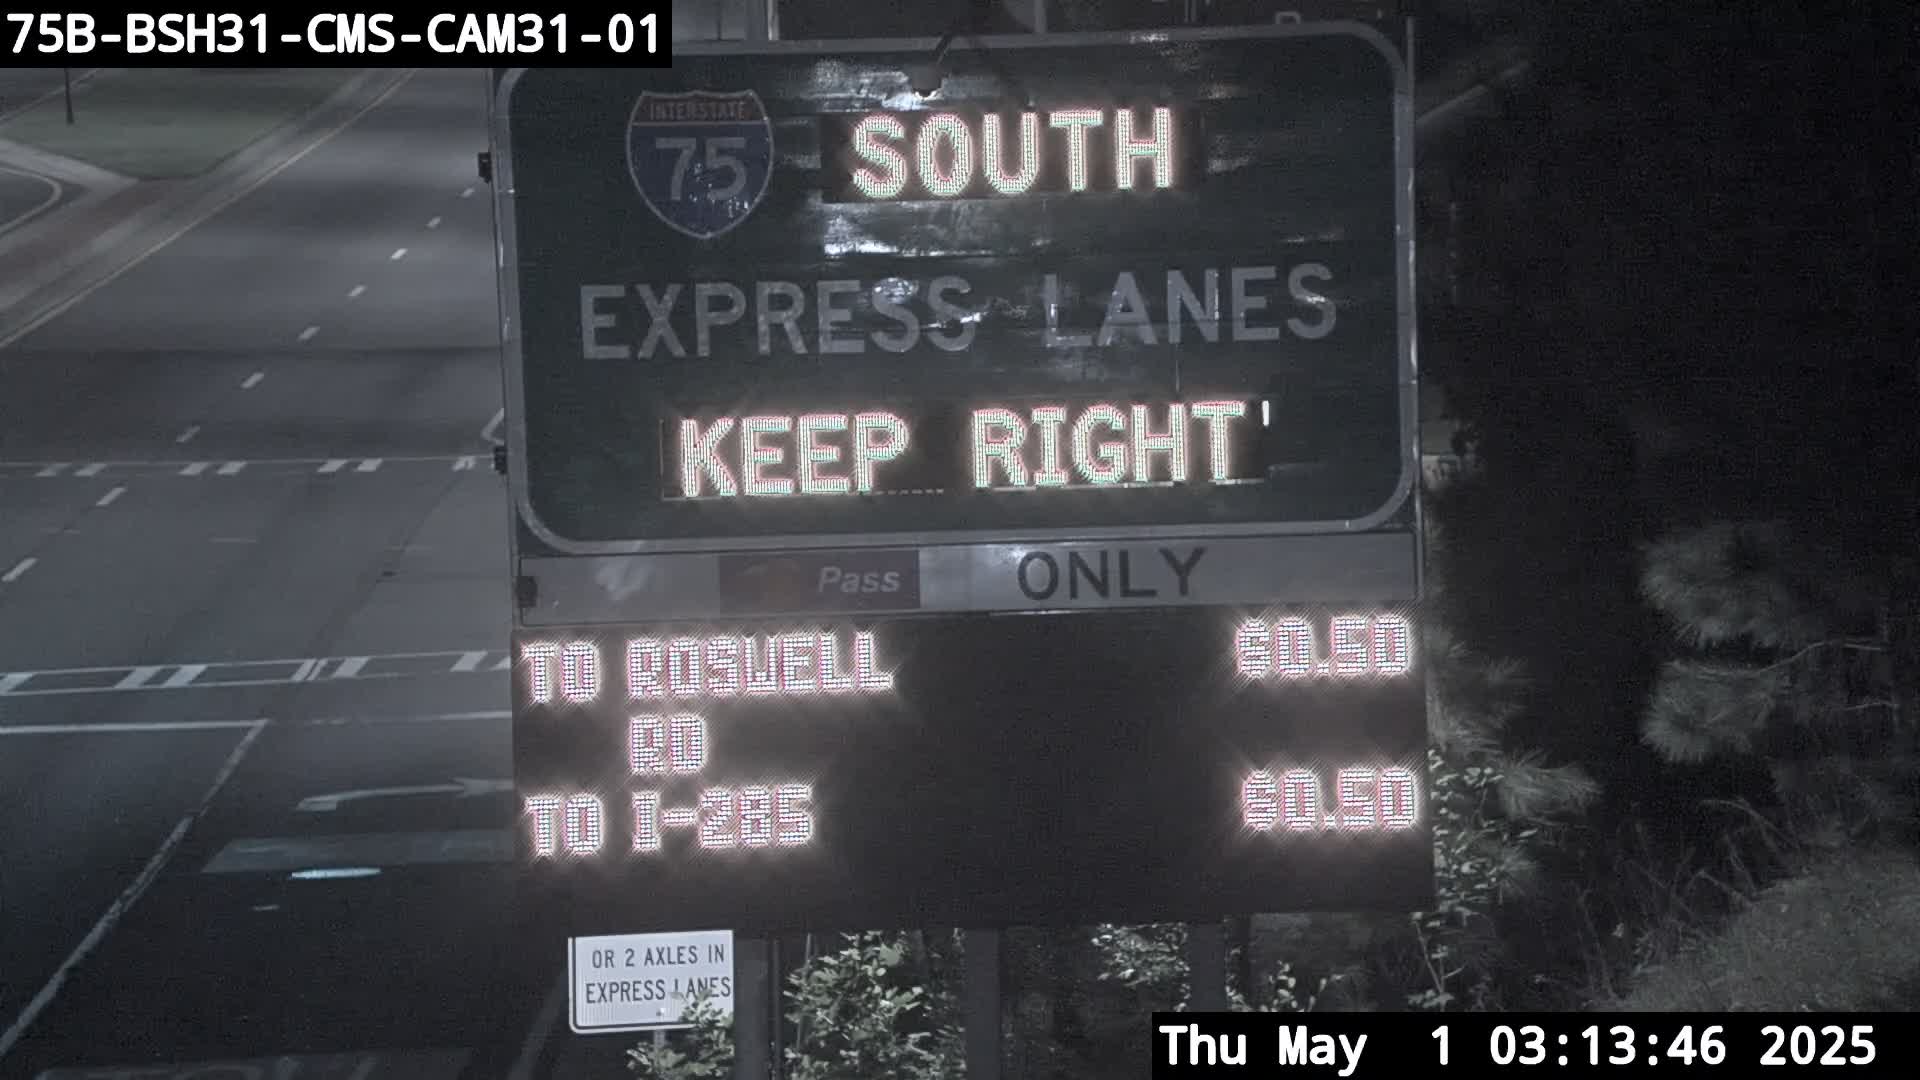 75B-BSH31-CMS-CAM31-01
INTERSTATE
75
SOUTH
EXPRESS LANES
KEEP RIGHT
Pass ONLY
TO ROSWELL $0.50
RD
TO I-285 $0.50
OR 2 AXLES IN
EXPRESS LANES
Thu May 1 03:13:46 2025